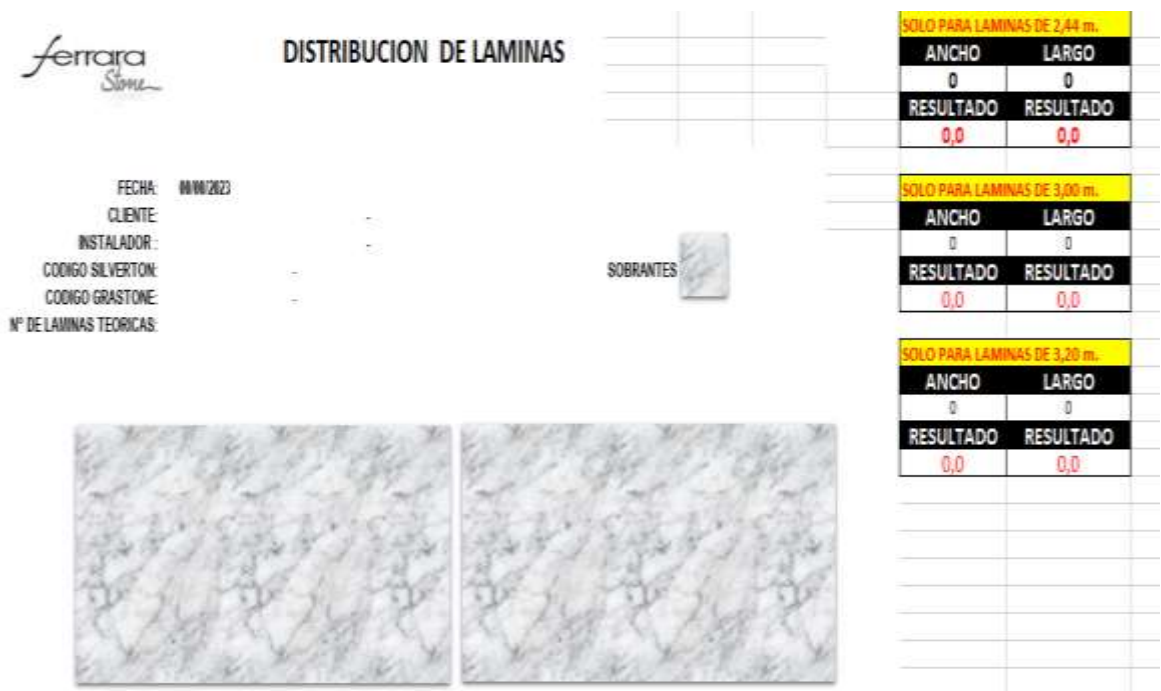 ferrara
Stone
DISTRIBUCION DE LAMINAS
FECHA: 00/00/2023
CLIENTE: -
INSTALADOR : -
CODIGO SILVERTON: -
CODIGO GRASTONE: -
N° DE LAMINAS TEORICAS:
SOBRANTES
SOLO PARA LAMINAS DE 2,44 m.
ANCHO LARGO
0 0
RESULTADO RESULTADO
0,0 0,0
SOLO PARA LAMINAS DE 3,00 m.
ANCHO LARGO
0 0
RESULTADO RESULTADO
0,0 0,0
SOLO PARA LAMINAS DE 3,20 m.
ANCHO LARGO
0 0
RESULTADO RESULTADO
0,0 0,0